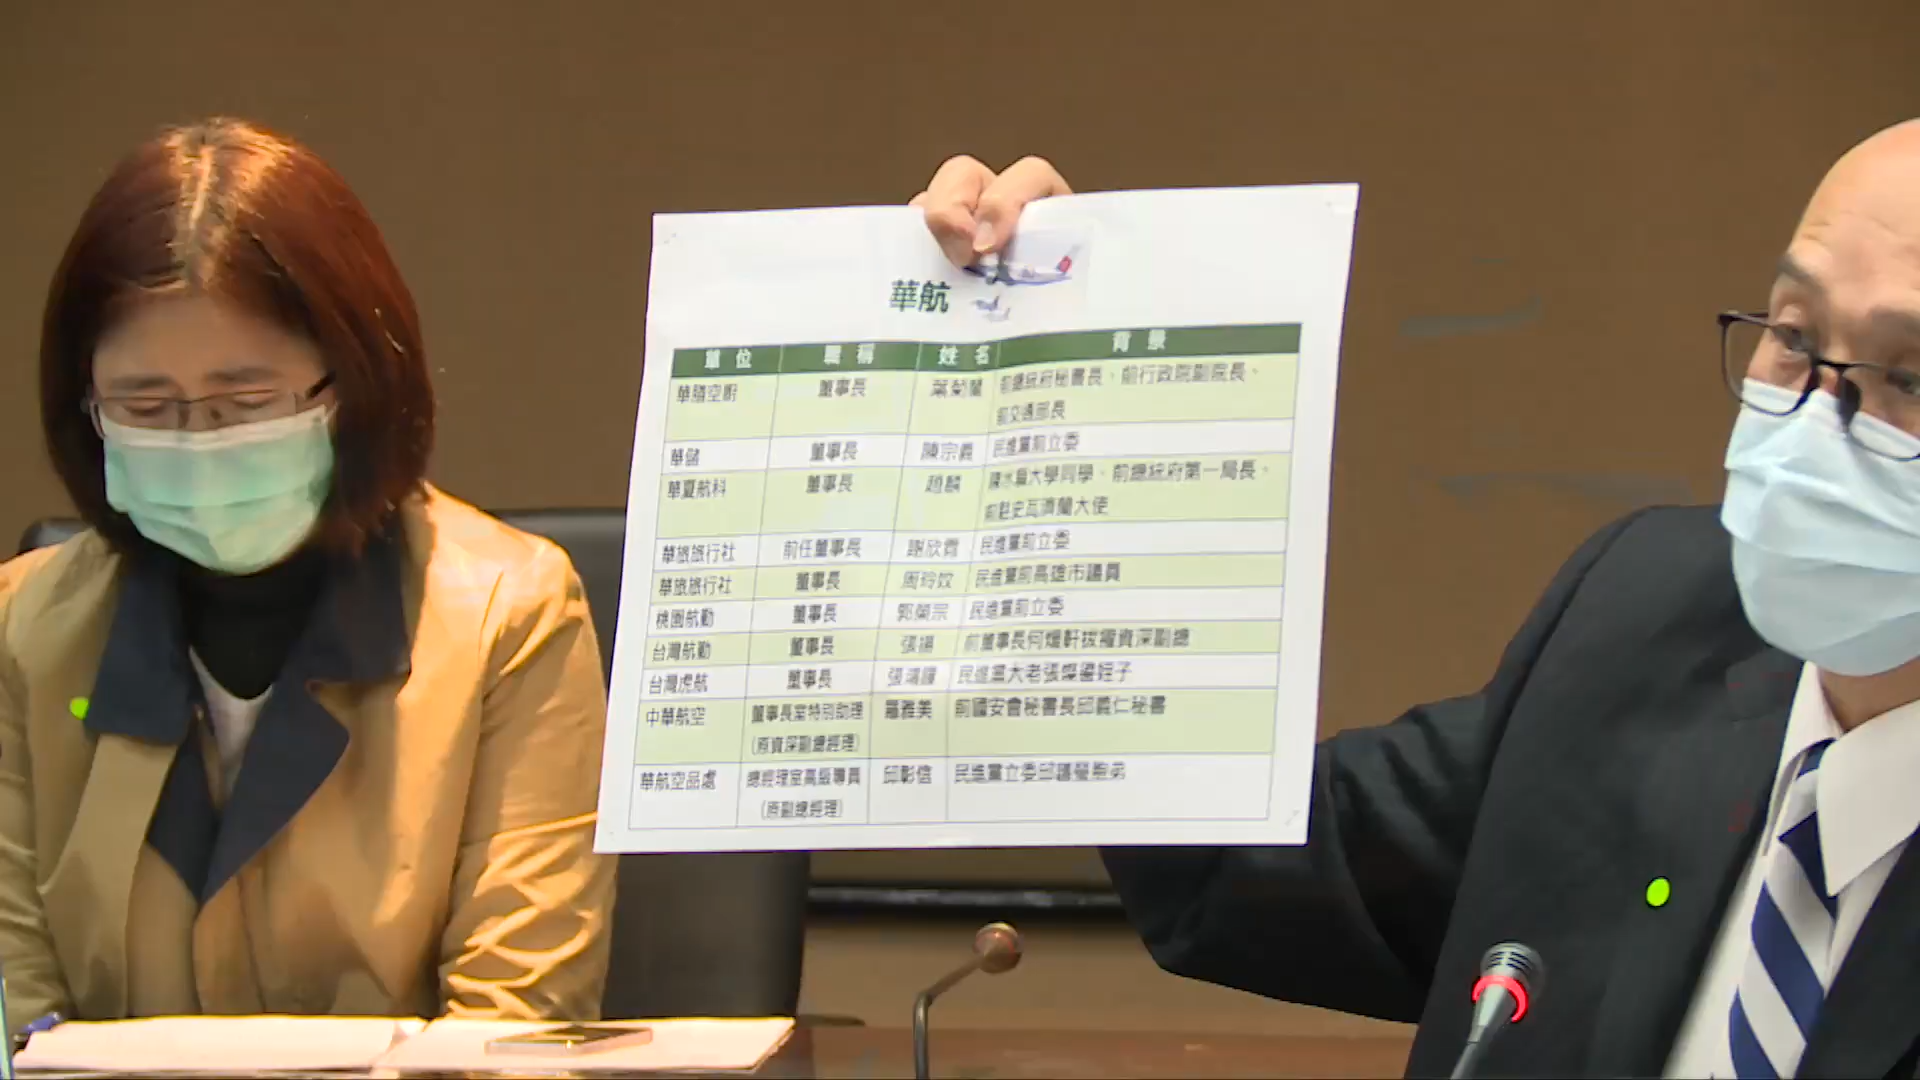 華航
單位 職稱 姓名 背景
華膳空廚 董事長 葉菊蘭 前總統府秘書長、前行政院副院長、
前交通部長
華儲 董事長 陳宗義 民進黨前立委
華夏航科 董事長 趙麟 陳水扁大學同學、前總統府第一局長、
前駐史瓦濟蘭大使
華旅旅行社 前任董事長 謝欣霓 民進黨前立委
華旅旅行社 董事長 周玲妏 民進黨前高雄市議員
桃園航勤 董事長 郭榮宗 民進黨前立委
台灣航勤 董事長 張揚 前董事長何煖軒拔擢資深副總
台灣虎航 董事長 張鴻鐘 民進黨大老張燦鍙姪子
中華航空 董事長室特別助理 羅雅美 前國安會秘書長邱義仁秘書
(原資深副總經理)
華航空品處 總經理室高級專員 邱彰信 民進黨立委邱議瑩胞弟
(原副總經理)